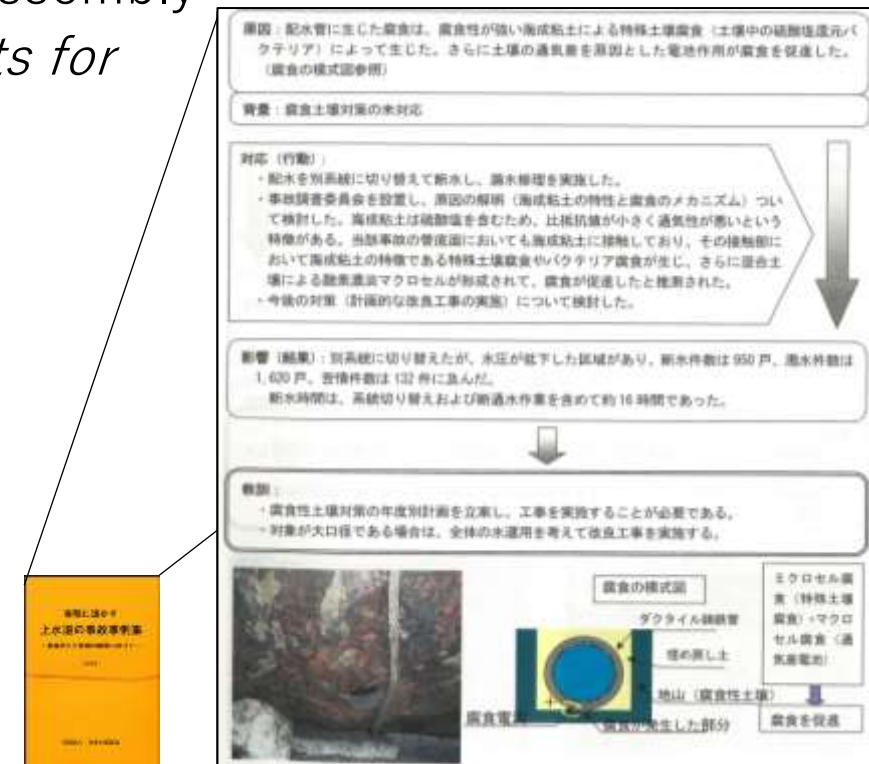 ssembly
ts for
原因：配水管に生じた腐食は、腐食性が強い海成粘土による特殊土壌腐食（土壌中の硫酸塩還元バ
クテリア）によって生じた。さらに土壌の通気差を原因とした電池作用が腐食を促進した。
（腐食の模式図参照）
背景：腐食土壌対策の未対応
対応（行動）：
・配水を別系統に切り替えて断水し、漏水修理を実施した。
・事故調査委員会を設置し、原因の解明（海成粘土の特性と腐食のメカニズム）つい
て検討した。海成粘土は硫酸塩を含むため、比抵抗値が小さく通気性が悪いという
特徴がある。当該事故の管底面においても海成粘土に接触しており、その接触部に
おいて海成粘土の特徴である特殊土壌腐食やバクテリア腐食が生じ、さらに混合土
壌による酸素濃淡マクロセルが形成されて、腐食が促進したと推測された。
・今後の対策（計画的な改良工事の実施）について検討した。
影響（結果）：別系統に切り替えたが、水圧が低下した区域があり、断水件数は950戸、濁水件数は
1,620戸、苦情件数は132件に及んだ。
断水時間は、系統切り替えおよび断通水作業を含めて約16時間であった。
教訓：
・腐食性土壌対策の年度別計画を立案し、工事を実施することが必要である。
・対象が大口径である場合は、全体の水運用を考えて改良工事を実施する。
腐食の模式図
ダクタイル鋳鉄管
埋め戻し土
地山（腐食性土壌）
腐食電
腐食が発生した部分
ミクロセル腐
食（特殊土壌
腐食）・マクロ
セル腐食（通
気差電池）
腐食を促進
上水道の事故事例集